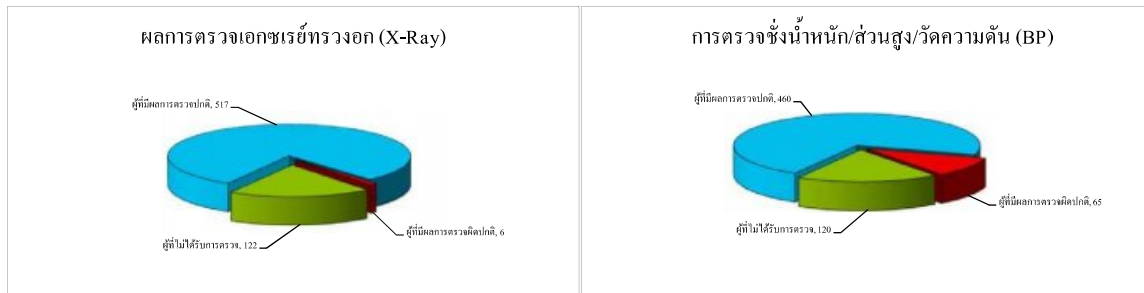 ผลการตรวจเอกซเรย์ทรวงอก (X-Ray)
ผู้ที่มีผลการตรวจปกติ, 517
ผู้ที่ไม่ได้รับการตรวจ, 122
ผู้ที่มีผลการตรวจผิดปกติ, 6
การตรวจชั่งน้ำหนัก/ส่วนสูง/วัดความดัน (BP)
ผู้ที่มีผลการตรวจปกติ, 460
ผู้ที่มีผลการตรวจผิดปกติ, 65
ผู้ที่ไม่ได้รับการตรวจ, 120